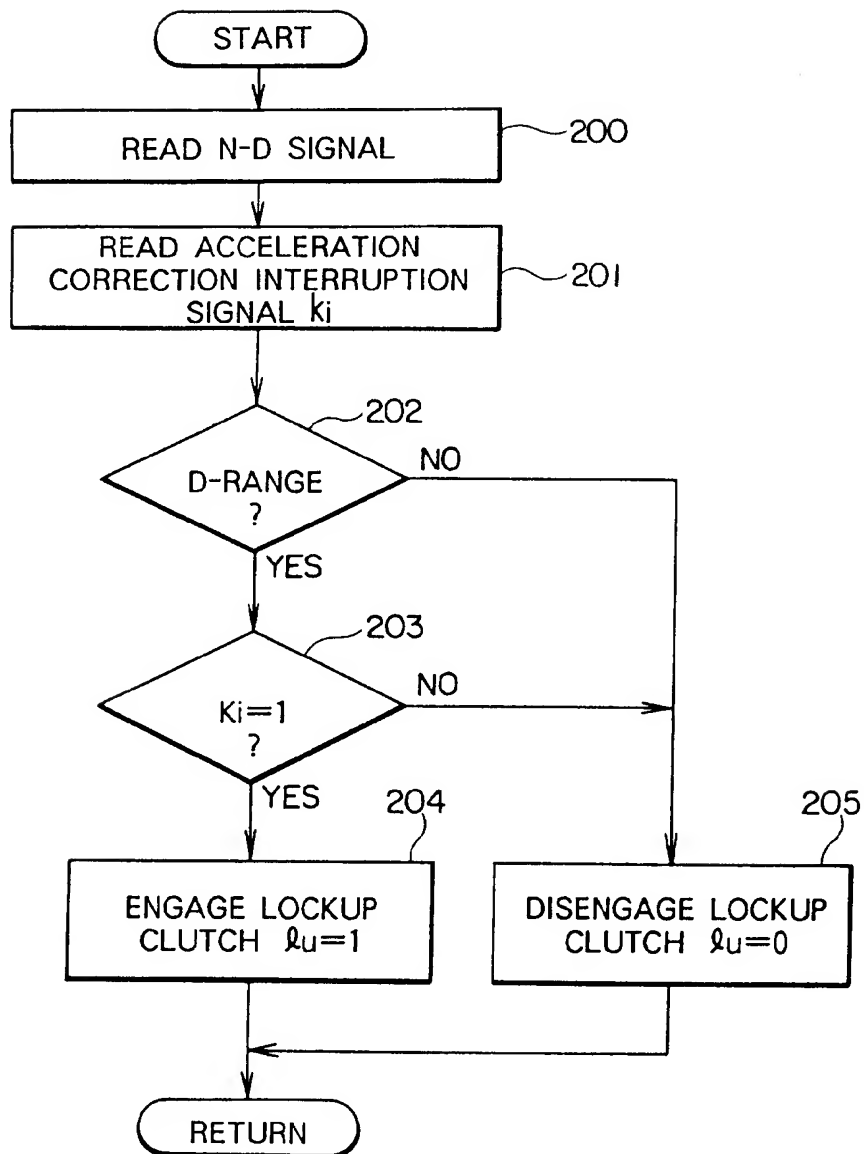 START
READ N-D SIGNAL
200
READ ACCELERATION
CORRECTION INTERRUPTION
SIGNAL ki
201
202
D-RANGE
?
NO
YES
203
Ki=1
?
NO
YES
204
ENGAGE LOCKUP
CLUTCH ℓu=1
205
DISENGAGE LOCKUP
CLUTCH ℓu=0
RETURN